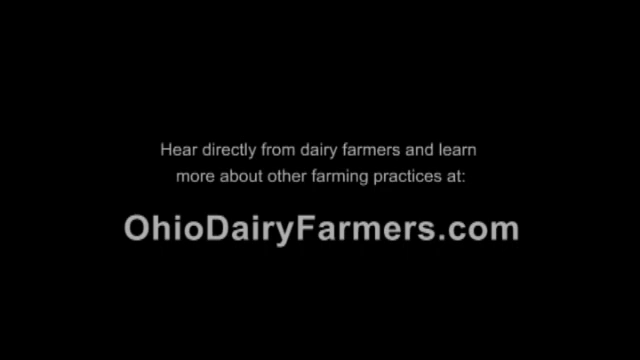 Hear directly from dairy farmers and learn
more about other farming practices at:
OhioDairyFarmers.com